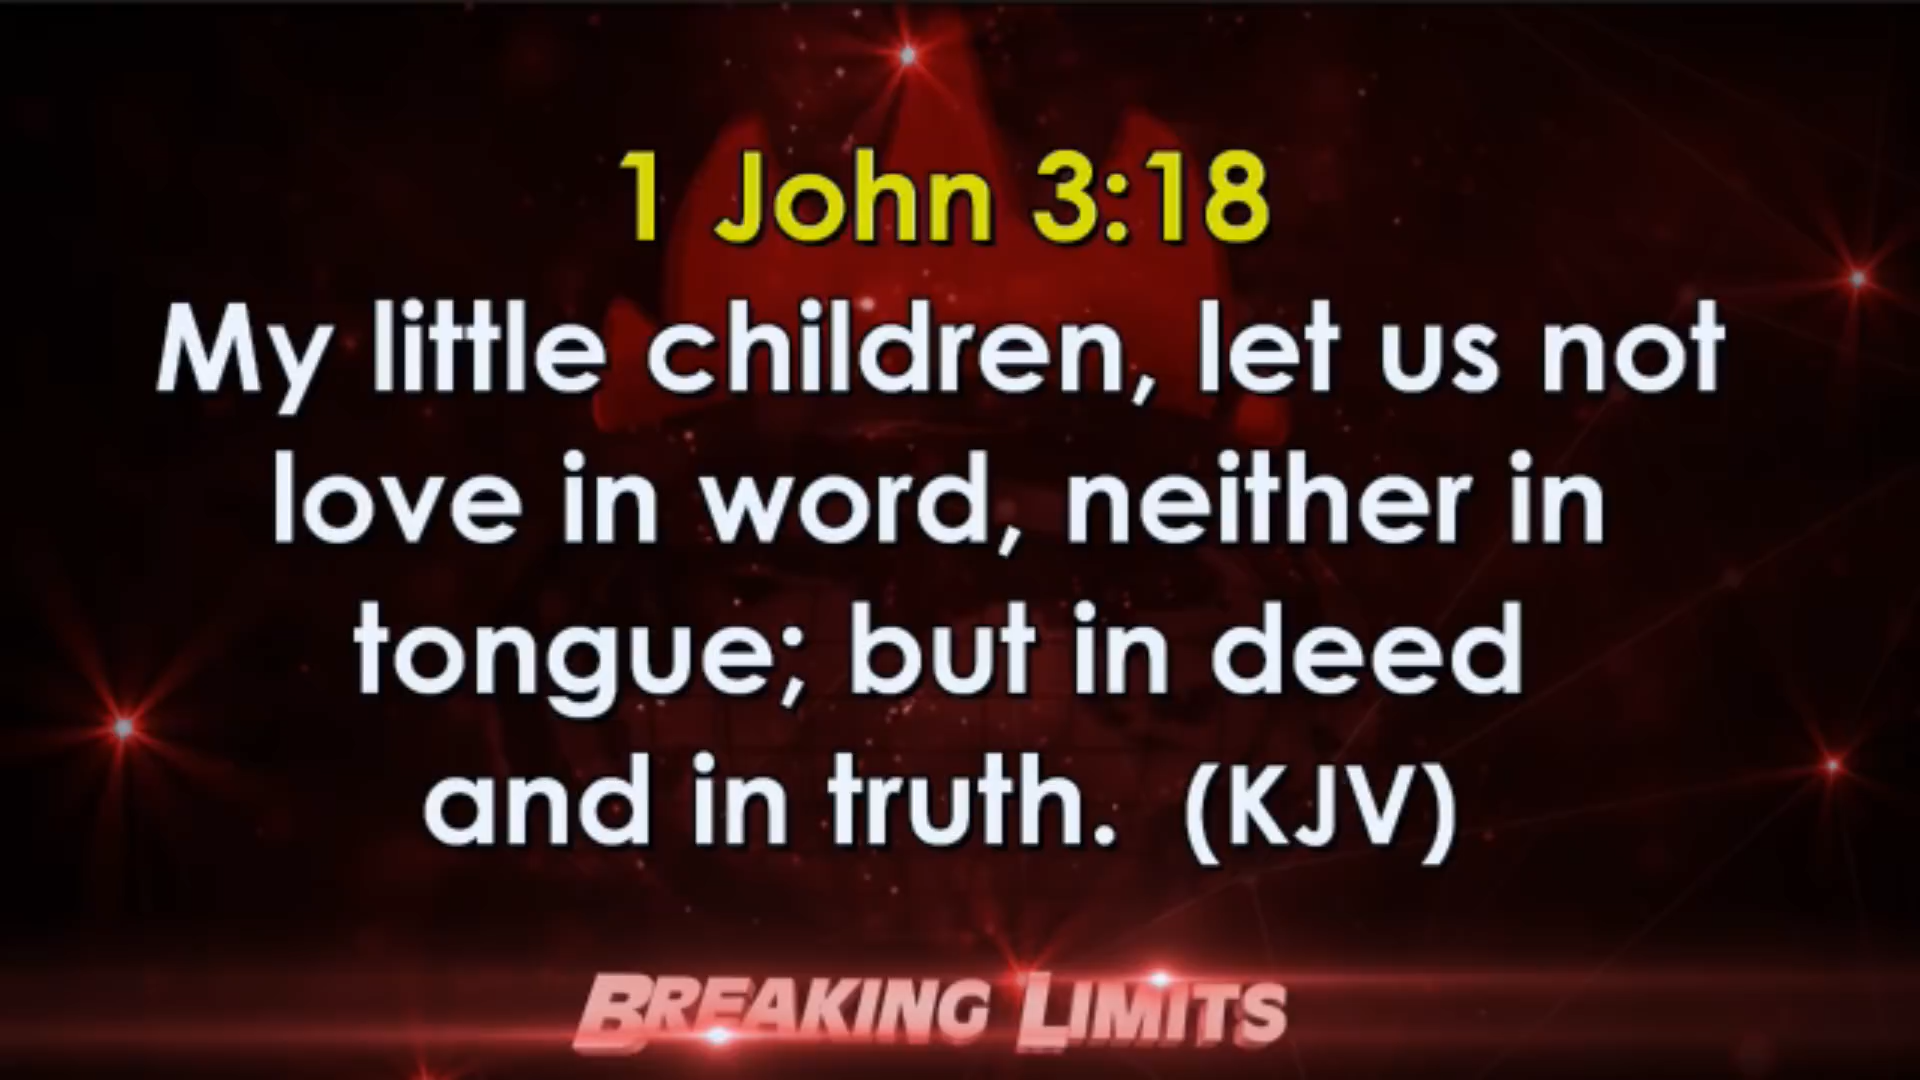 1 John 3:18
My little children, let us not
love in word, neither in
tongue; but in deed
and in truth. (KJV)
BREAKING LIMITS